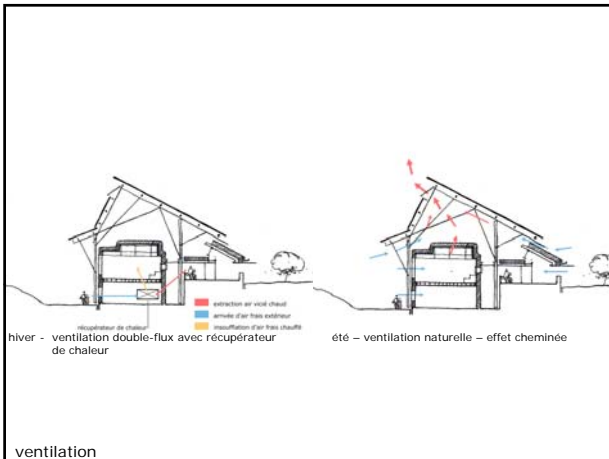 extraction air vicié chaud
arrivée d'air frais extérieur
insufflation d'air frais chauffé
récupérateur de chaleur
hiver - ventilation double-flux avec récupérateur
de chaleur
été – ventilation naturelle – effet cheminée
ventilation